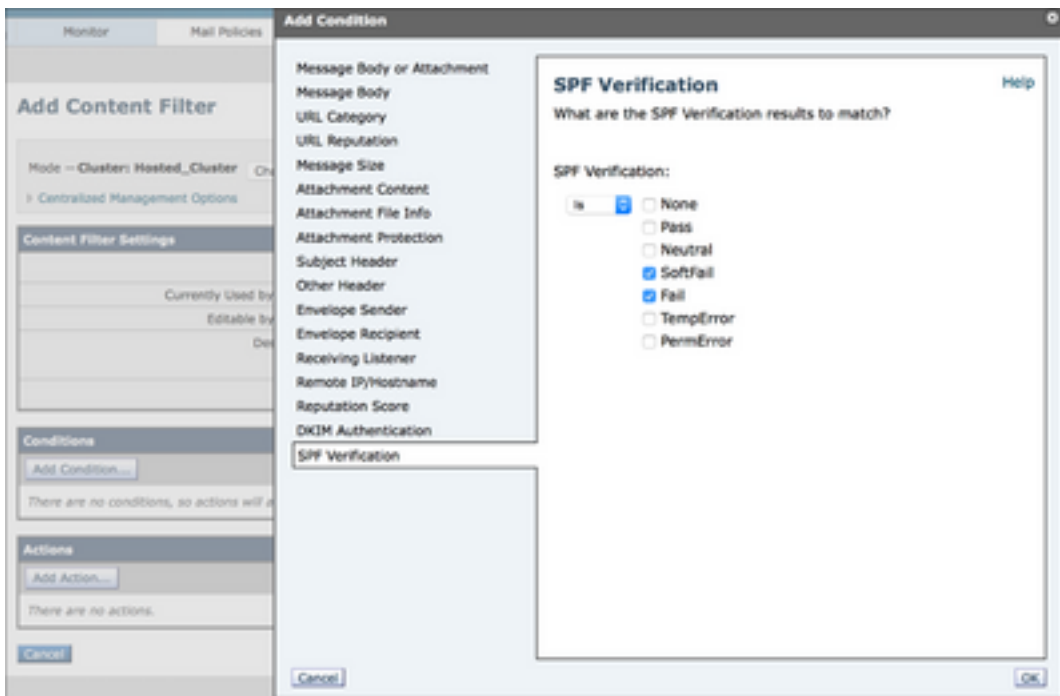 Monitor
Mail Policies
Add Condition
Add Content Filter
Mode — Cluster: Hosted_Cluster
Centralized Management Options
Content Filter Settings
Currently Used by
Editable by
Conditions
Add Condition...
There are no conditions, so actions will a
Actions
Add Action...
There are no actions.
Cancel
Message Body or Attachment
Message Body
URL Category
URL Reputation
Message Size
Attachment Content
Attachment File Info
Attachment Protection
Subject Header
Other Header
Envelope Sender
Envelope Recipient
Receiving Listener
Remote IP/Hostname
Reputation Score
DKIM Authentication
SPF Verification
SPF Verification
Help
What are the SPF Verification results to match?
SPF Verification:
Is
None
Pass
Neutral
SoftFail
Fail
TempError
PermError
Cancel
OK